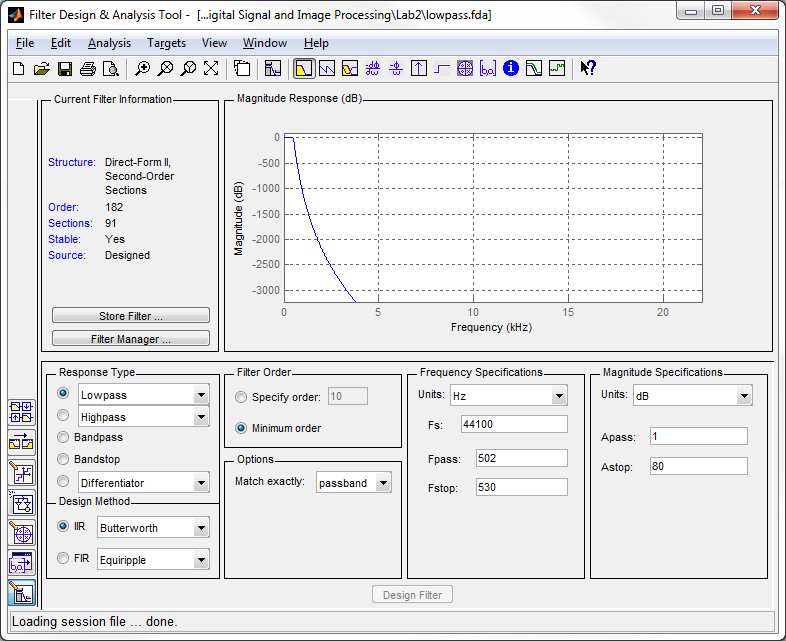 Filter Design & Analysis Tool - [...igital Signal and Image Processing\Lab2\lowpass.fda]
File Edit Analysis Targets View Window Help
Current Filter Information
Structure: Direct-Form II,
Second-Order
Sections
Order: 182
Sections: 91
Stable: Yes
Source: Designed
Store Filter ...
Filter Manager ...
Magnitude Response (dB)
0
-500
-1000
-1500
-2000
-2500
-3000
Magnitude (dB)
0 5 10 15 20
Frequency (kHz)
Response Type
Lowpass
Highpass
Bandpass
Bandstop
Differentiator
Design Method
IIR Butterworth
FIR Equiripple
Filter Order
Specify order: 10
Minimum order
Options
Match exactly: passband
Frequency Specifications
Units: Hz
Fs: 44100
Fpass: 502
Fstop: 530
Magnitude Specifications
Units: dB
Apass: 1
Astop: 80
Design Filter
Loading session file ... done.